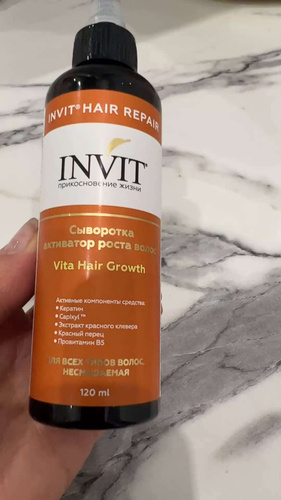 INVIT® HAIR REPAIR
INVIT®
прикосновение жизни
Сыворотка
активатор роста волос
Vita Hair Growth
Активные компоненты средства:
• Кератин
• Capixyl™
• Экстракт красного клевера
• Красный перец
• Провитамин B5
ДЛЯ ВСЕХ ТИПОВ ВОЛОС,
НЕСМЫВАЕМАЯ
120 ml